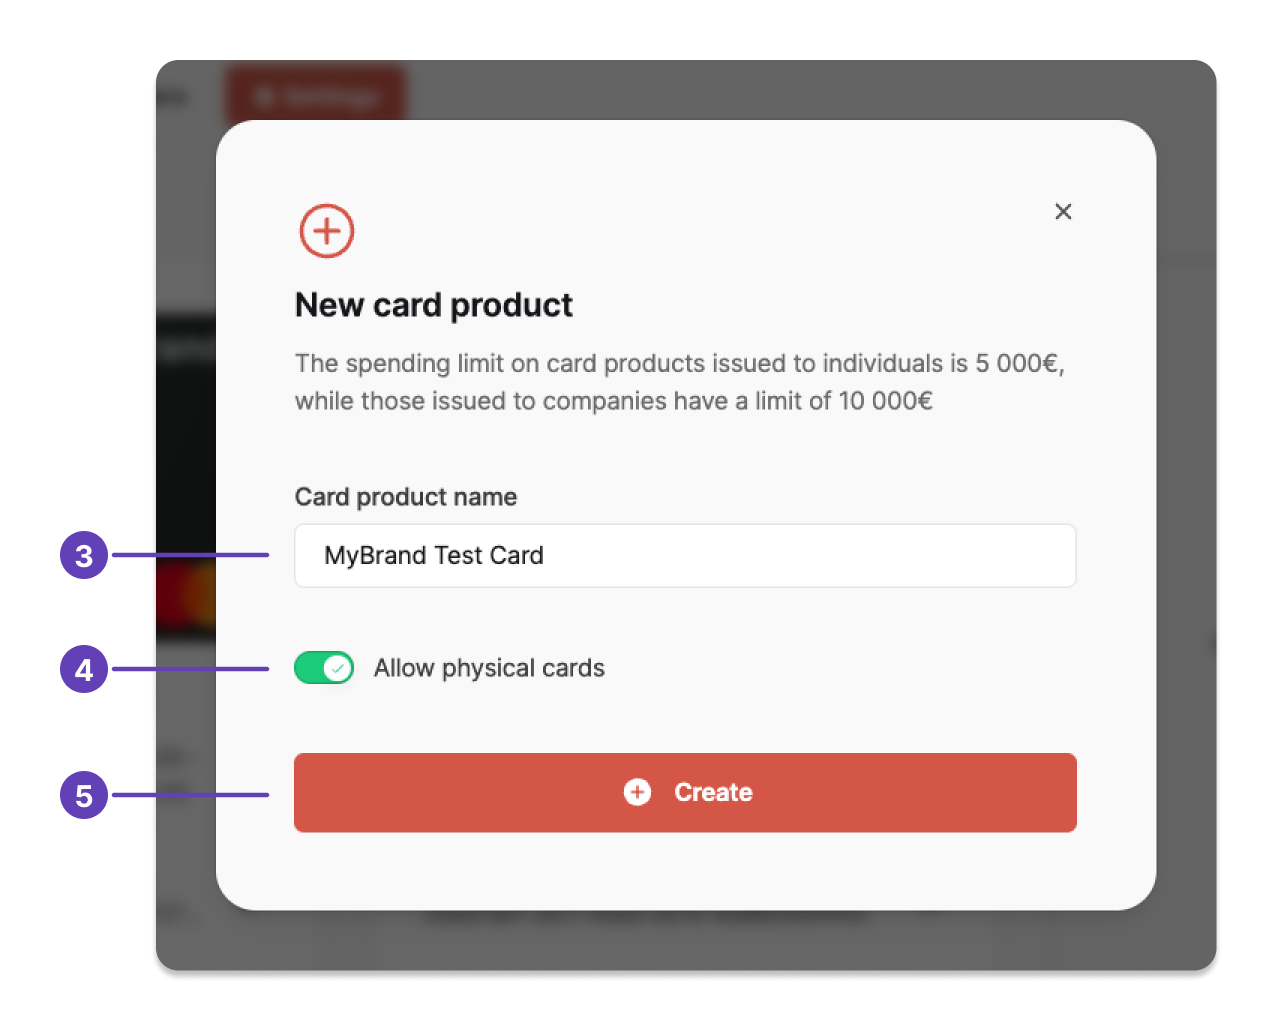 New card product
The spending limit on card products issued to individuals is 5 000€,
while those issued to companies have a limit of 10 000€
Card product name
3
MyBrand Test Card
4
Allow physical cards
5
Create